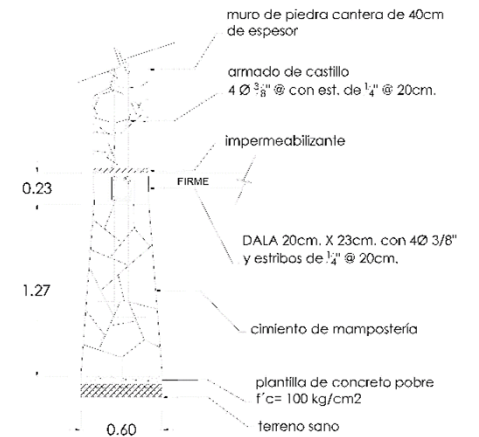 muro de piedra cantera de 40cm
de espesor
armado de castillo
4 Ø 3/8" @ con est. de 1/4" @ 20cm.
impermeabilizante
FIRME
0.23
DALA 20cm. X 23cm. con 4Ø 3/8"
y estribos de 1/4" @ 20cm.
1.27
cimiento de mampostería
plantilla de concreto pobre
f´c= 100 kg/cm2
terreno sano
0.60